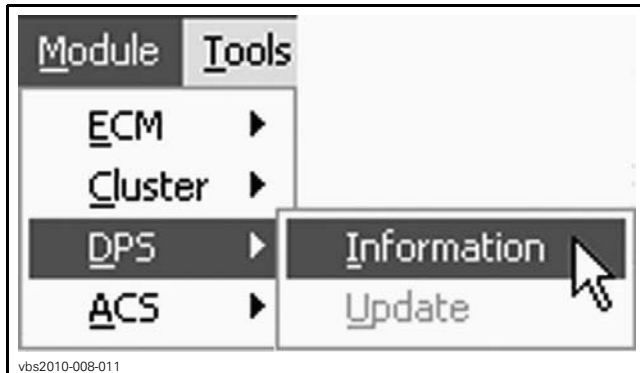 Module Tools
ECM
Cluster
DPS Information
ACS Update
vbs2010-008-011